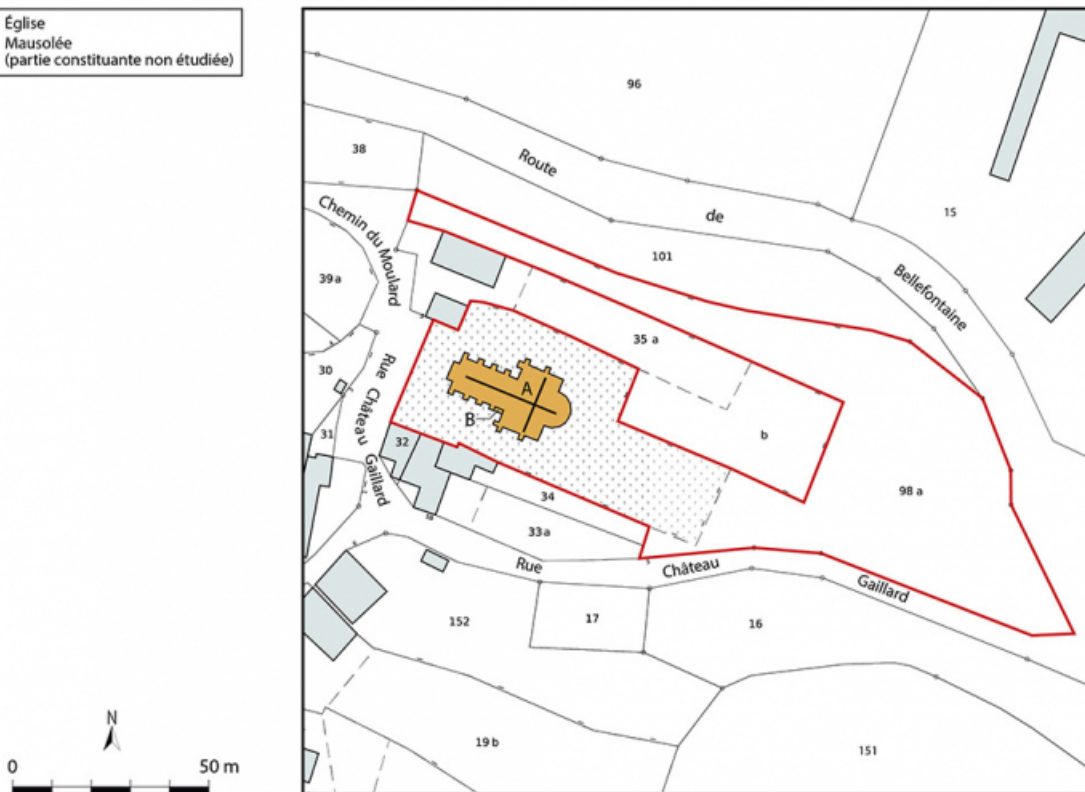 Église
Mausolée
(partie constituante non étudiée)
96
38
Route
de
15
Chemin du Moulard
101
Bellefontaine
39 a
35 a
30
A
B
Rue Château Gaillard
b
31
32
98 a
34
33 a
Rue
Château
Gaillard
152
17
16
19 b
151
N
0
50 m